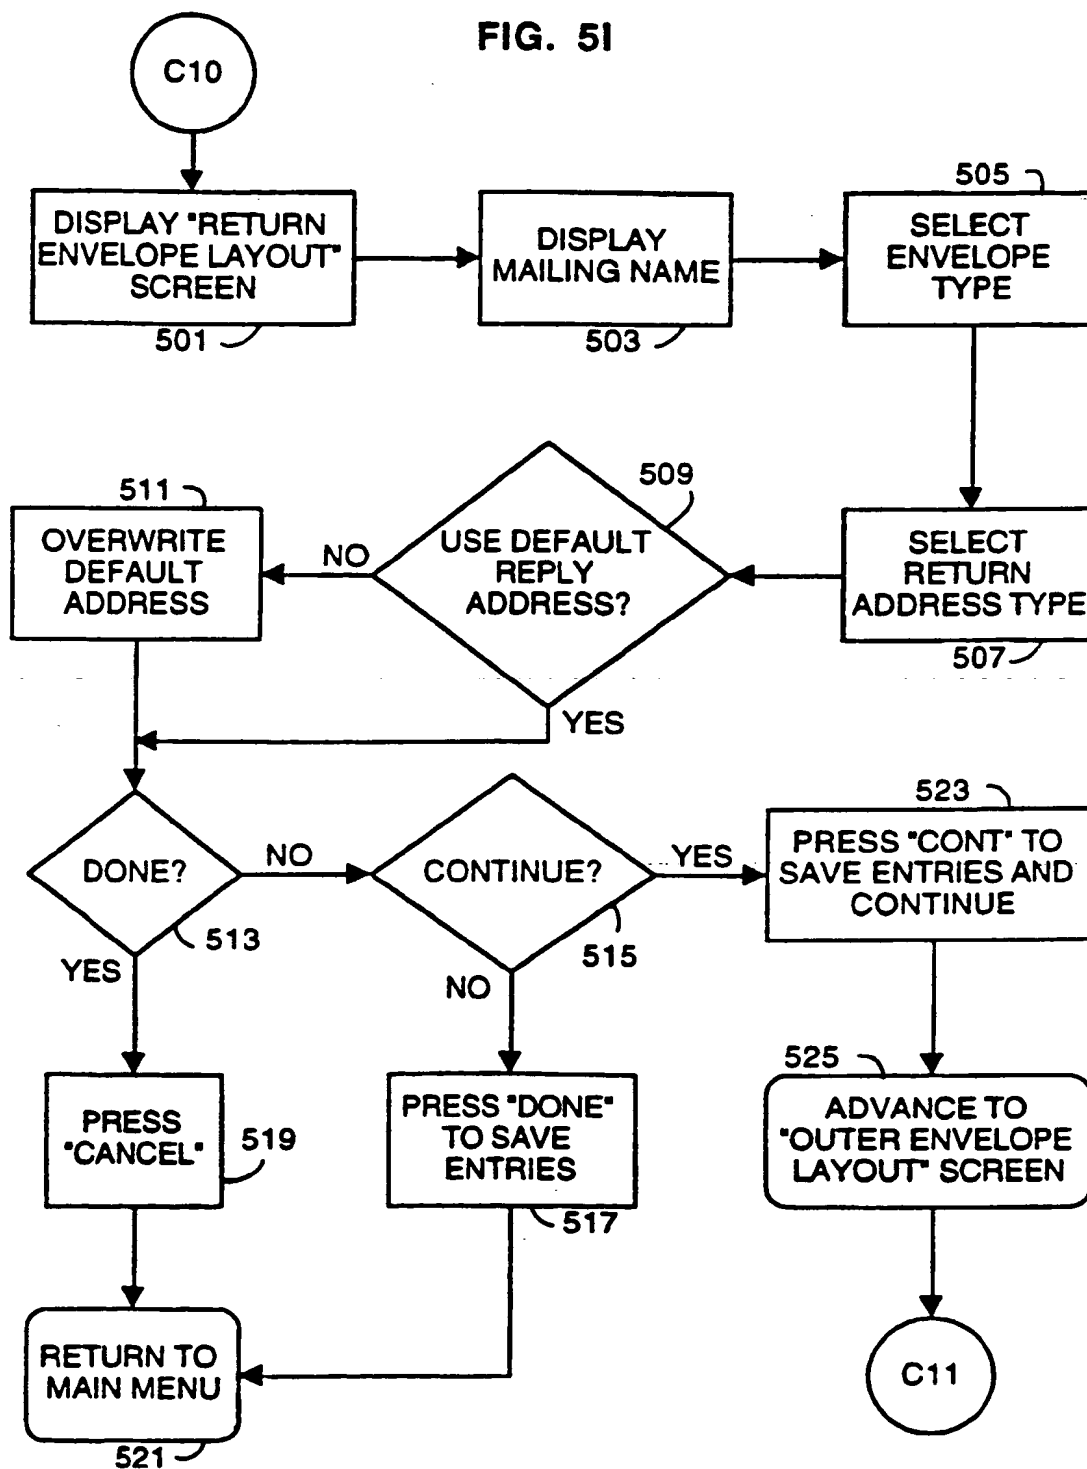 FIG. 5I
C10
DISPLAY "RETURN
ENVELOPE LAYOUT"
SCREEN
501
DISPLAY
MAILING NAME
503
505
SELECT
ENVELOPE
TYPE
511
OVERWRITE
DEFAULT
ADDRESS
NO
509
USE DEFAULT
REPLY
ADDRESS?
YES
SELECT
RETURN
ADDRESS TYPE
507
DONE?
513
NO
YES
CONTINUE?
515
YES
NO
523
PRESS "CONT" TO
SAVE ENTRIES AND
CONTINUE
PRESS
"CANCEL"
519
PRESS "DONE"
TO SAVE
ENTRIES
517
525
ADVANCE TO
"OUTER ENVELOPE
LAYOUT" SCREEN
RETURN TO
MAIN MENU
521
C11